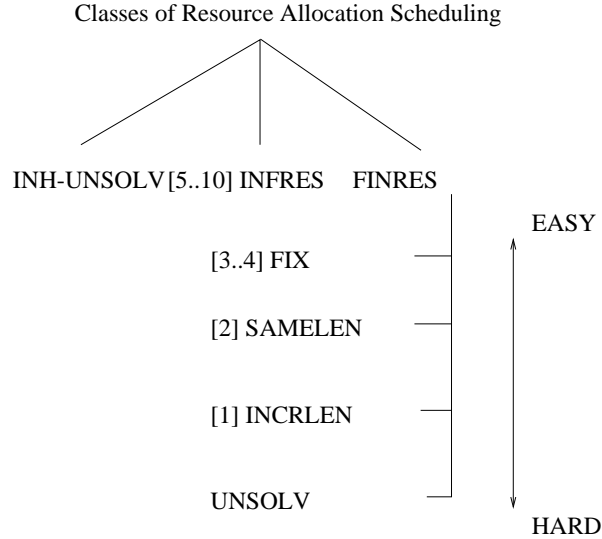 Classes of Resource Allocation Scheduling
INH-UNSOLV [5..10] INFRES FINRES
EASY
[3..4] FIX
[2] SAMELEN
[1] INCRLEN
UNSOLV
HARD